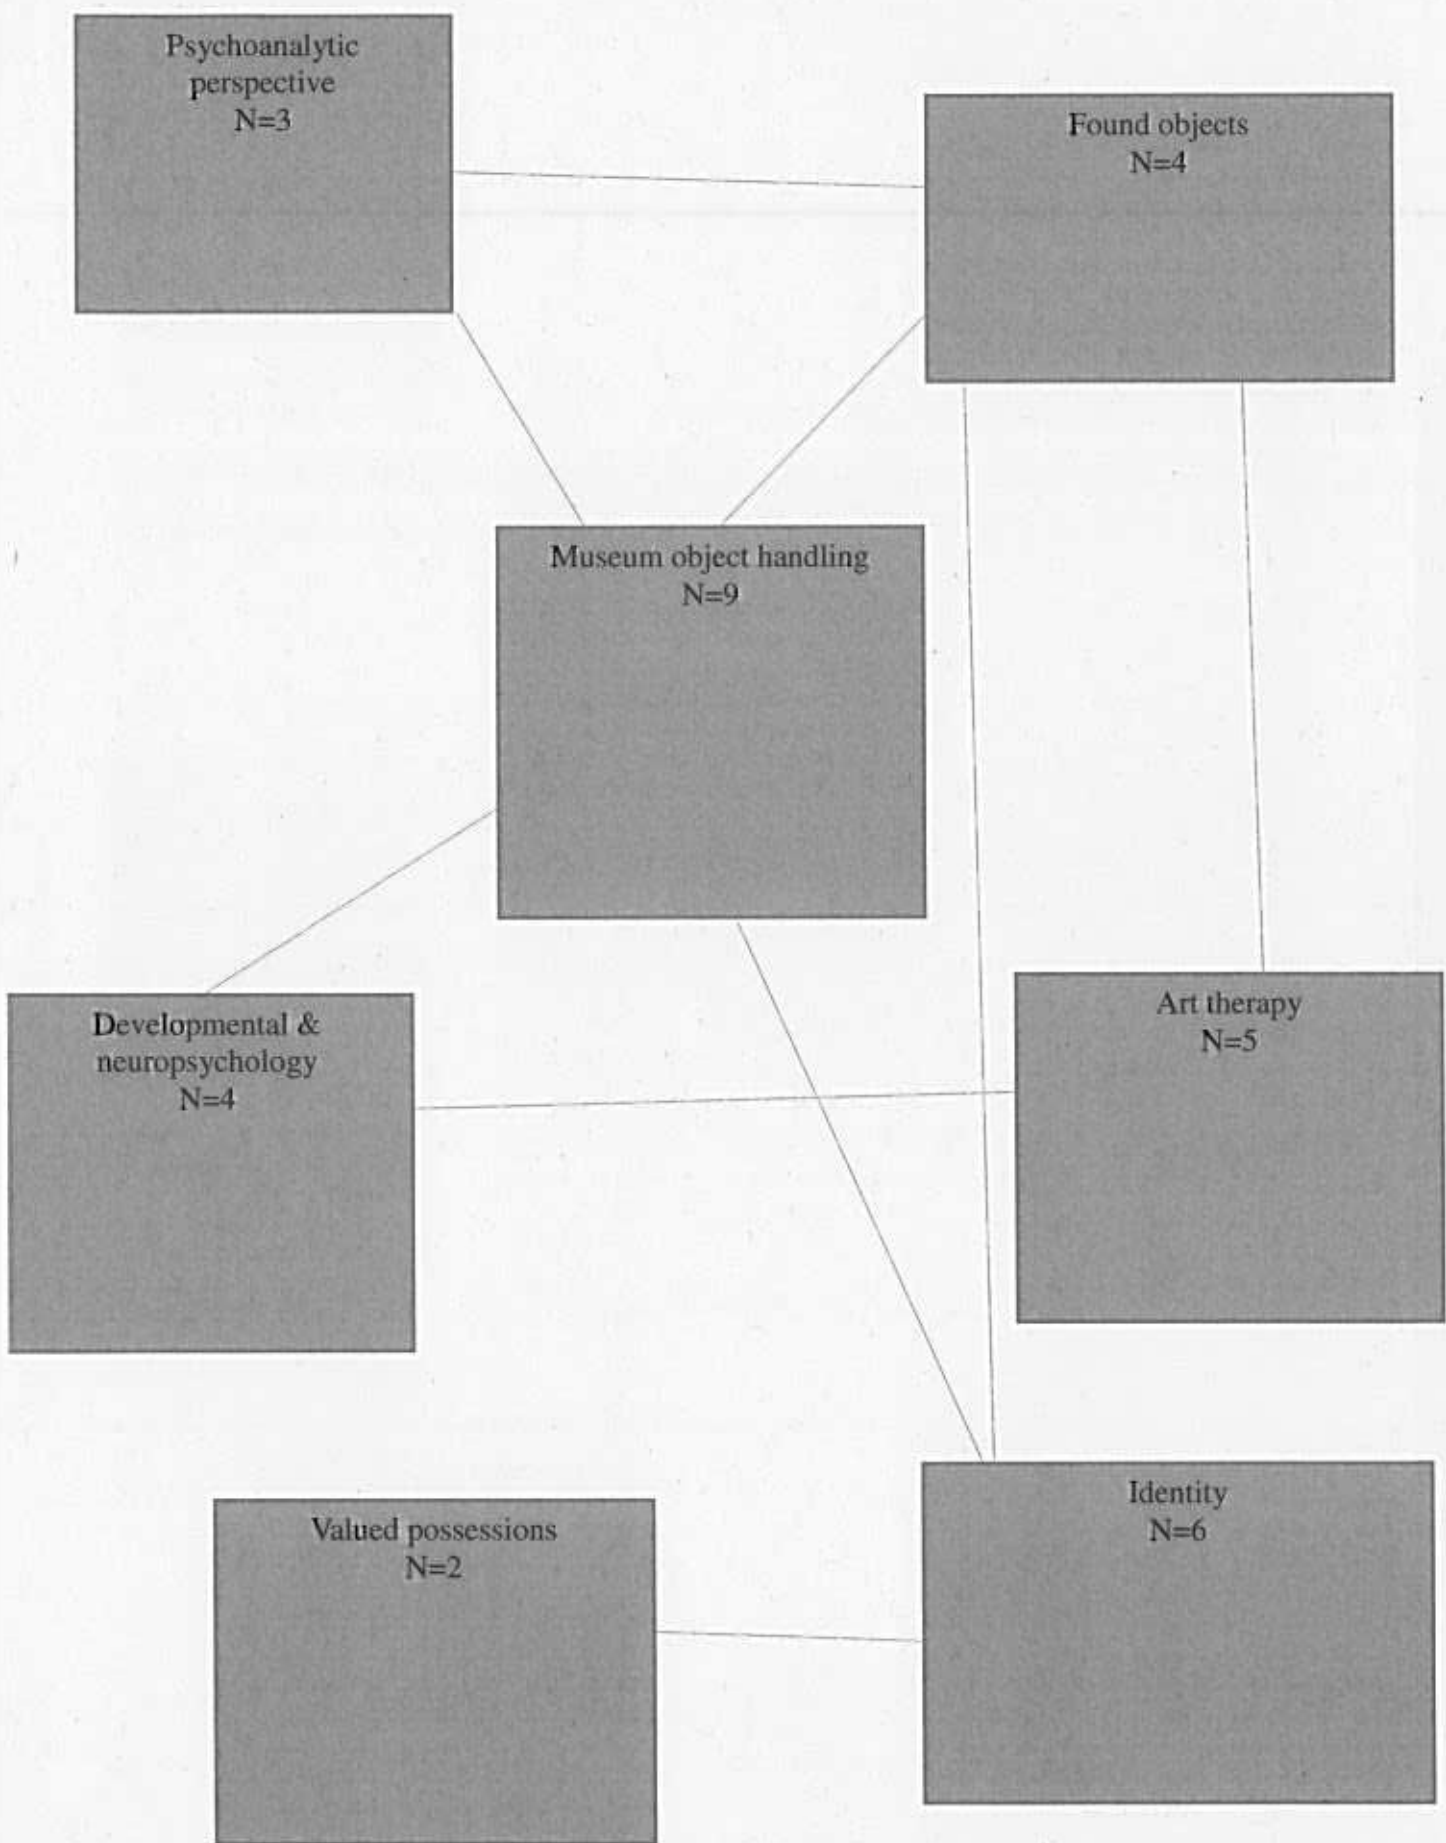 Psychoanalytic
perspective
N=3
Found objects
N=4
Museum object handling
N=9
Developmental &
neuropsychology
N=4
Art therapy
N=5
Valued possessions
N=2
Identity
N=6